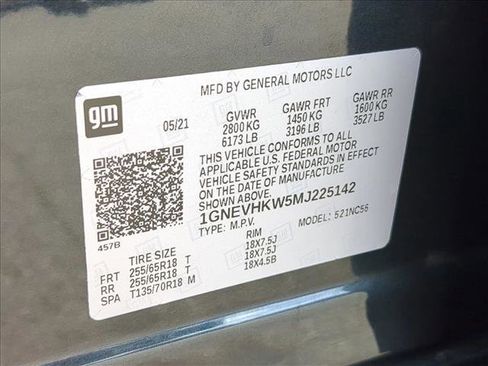 MFD BY GENERAL MOTORS LLC
gm
05/21 GVWR GAWR FRT GAWR RR
2800 KG 1450 KG 1600 KG
6173 LB 3196 LB 3527 LB
THIS VEHICLE CONFORMS TO ALL
APPLICABLE U.S. FEDERAL MOTOR
VEHICLE SAFETY STANDARDS IN EFFECT
ON THE DATE OF MANUFACTURE SHOWN ABOVE.
1GNEVHKW5MJ225142
457B TYPE: M.P.V. MODEL: 521NC56
TIRE SIZE RIM
FRT 255/65R18 T 18X7.5J
RR 255/65R18 T 18X7.5J
SPA T135/70R18 M 18X4.5B